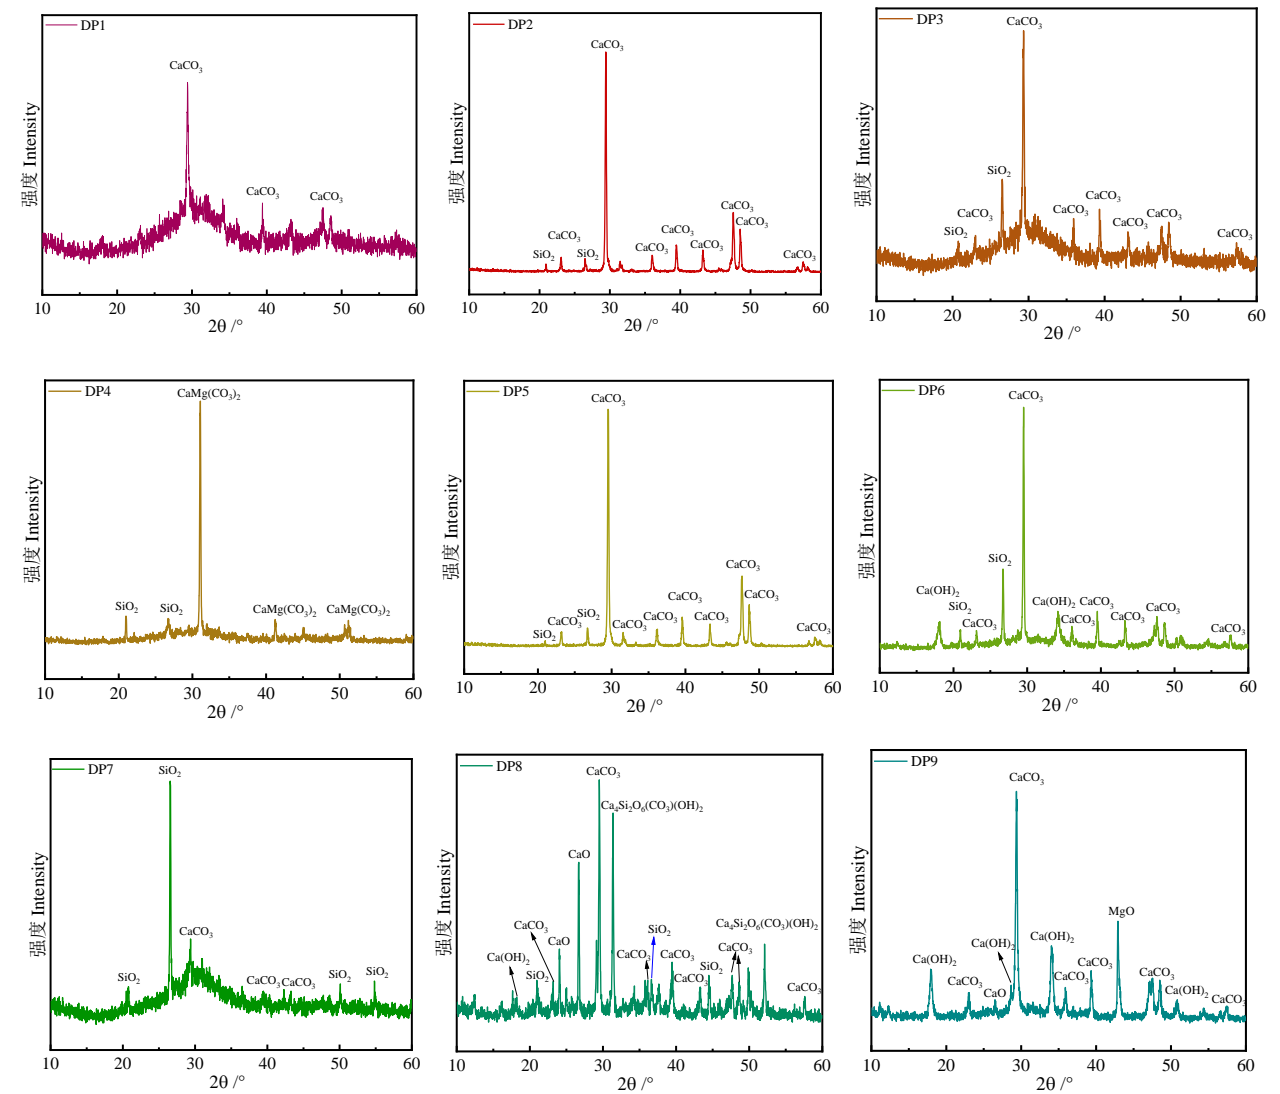 DP1
CaCO₃
CaCO₃
CaCO₃
强度 Intensity
10 20 30 40 50 60
2θ /°
DP2
CaCO₃
CaCO₃
CaCO₃
CaCO₃
CaCO₃
SiO₂
SiO₂
CaCO₃
CaCO₃
CaCO₃
强度 Intensity
10 20 30 40 50 60
2θ /°
DP3
CaCO₃
SiO₂
CaCO₃
CaCO₃
CaCO₃
CaCO₃
SiO₂
CaCO₃
CaCO₃
强度 Intensity
10 20 30 40 50 60
2θ /°
DP4
CaMg(CO₃)₂
SiO₂
SiO₂
CaMg(CO₃)₂
CaMg(CO₃)₂
强度 Intensity
10 20 30 40 50 60
2θ /°
DP5
CaCO₃
CaCO₃
CaCO₃
CaCO₃
SiO₂
CaCO₃
CaCO₃
CaCO₃
CaCO₃
SiO₂
CaCO₃
强度 Intensity
10 20 30 40 50 60
2θ /°
DP6
CaCO₃
SiO₂
Ca(OH)₂
Ca(OH)₂
CaCO₃
SiO₂
CaCO₃
CaCO₃
CaCO₃
CaCO₃
CaCO₃
强度 Intensity
10 20 30 40 50 60
2θ /°
DP7
SiO₂
CaCO₃
SiO₂
CaCO₃
CaCO₃
SiO₂
SiO₂
强度 Intensity
10 20 30 40 50 60
2θ /°
DP8
CaCO₃
Ca₄Si₂O₆(CO₃)(OH)₂
CaO
CaCO₃
SiO₂
Ca₄Si₂O₆(CO₃)(OH)₂
CaO
Ca(OH)₂
CaCO₃
CaCO₃
CaCO₃
SiO₂
CaCO₃
SiO₂
CaCO₃
强度 Intensity
10 20 30 40 50 60
2θ /°
DP9
CaCO₃
MgO
Ca(OH)₂
Ca(OH)₂
Ca(OH)₂
CaCO₃
CaCO₃
CaCO₃
CaCO₃
CaO
Ca(OH)₂
CaCO₃
强度 Intensity
10 20 30 40 50 60
2θ /°